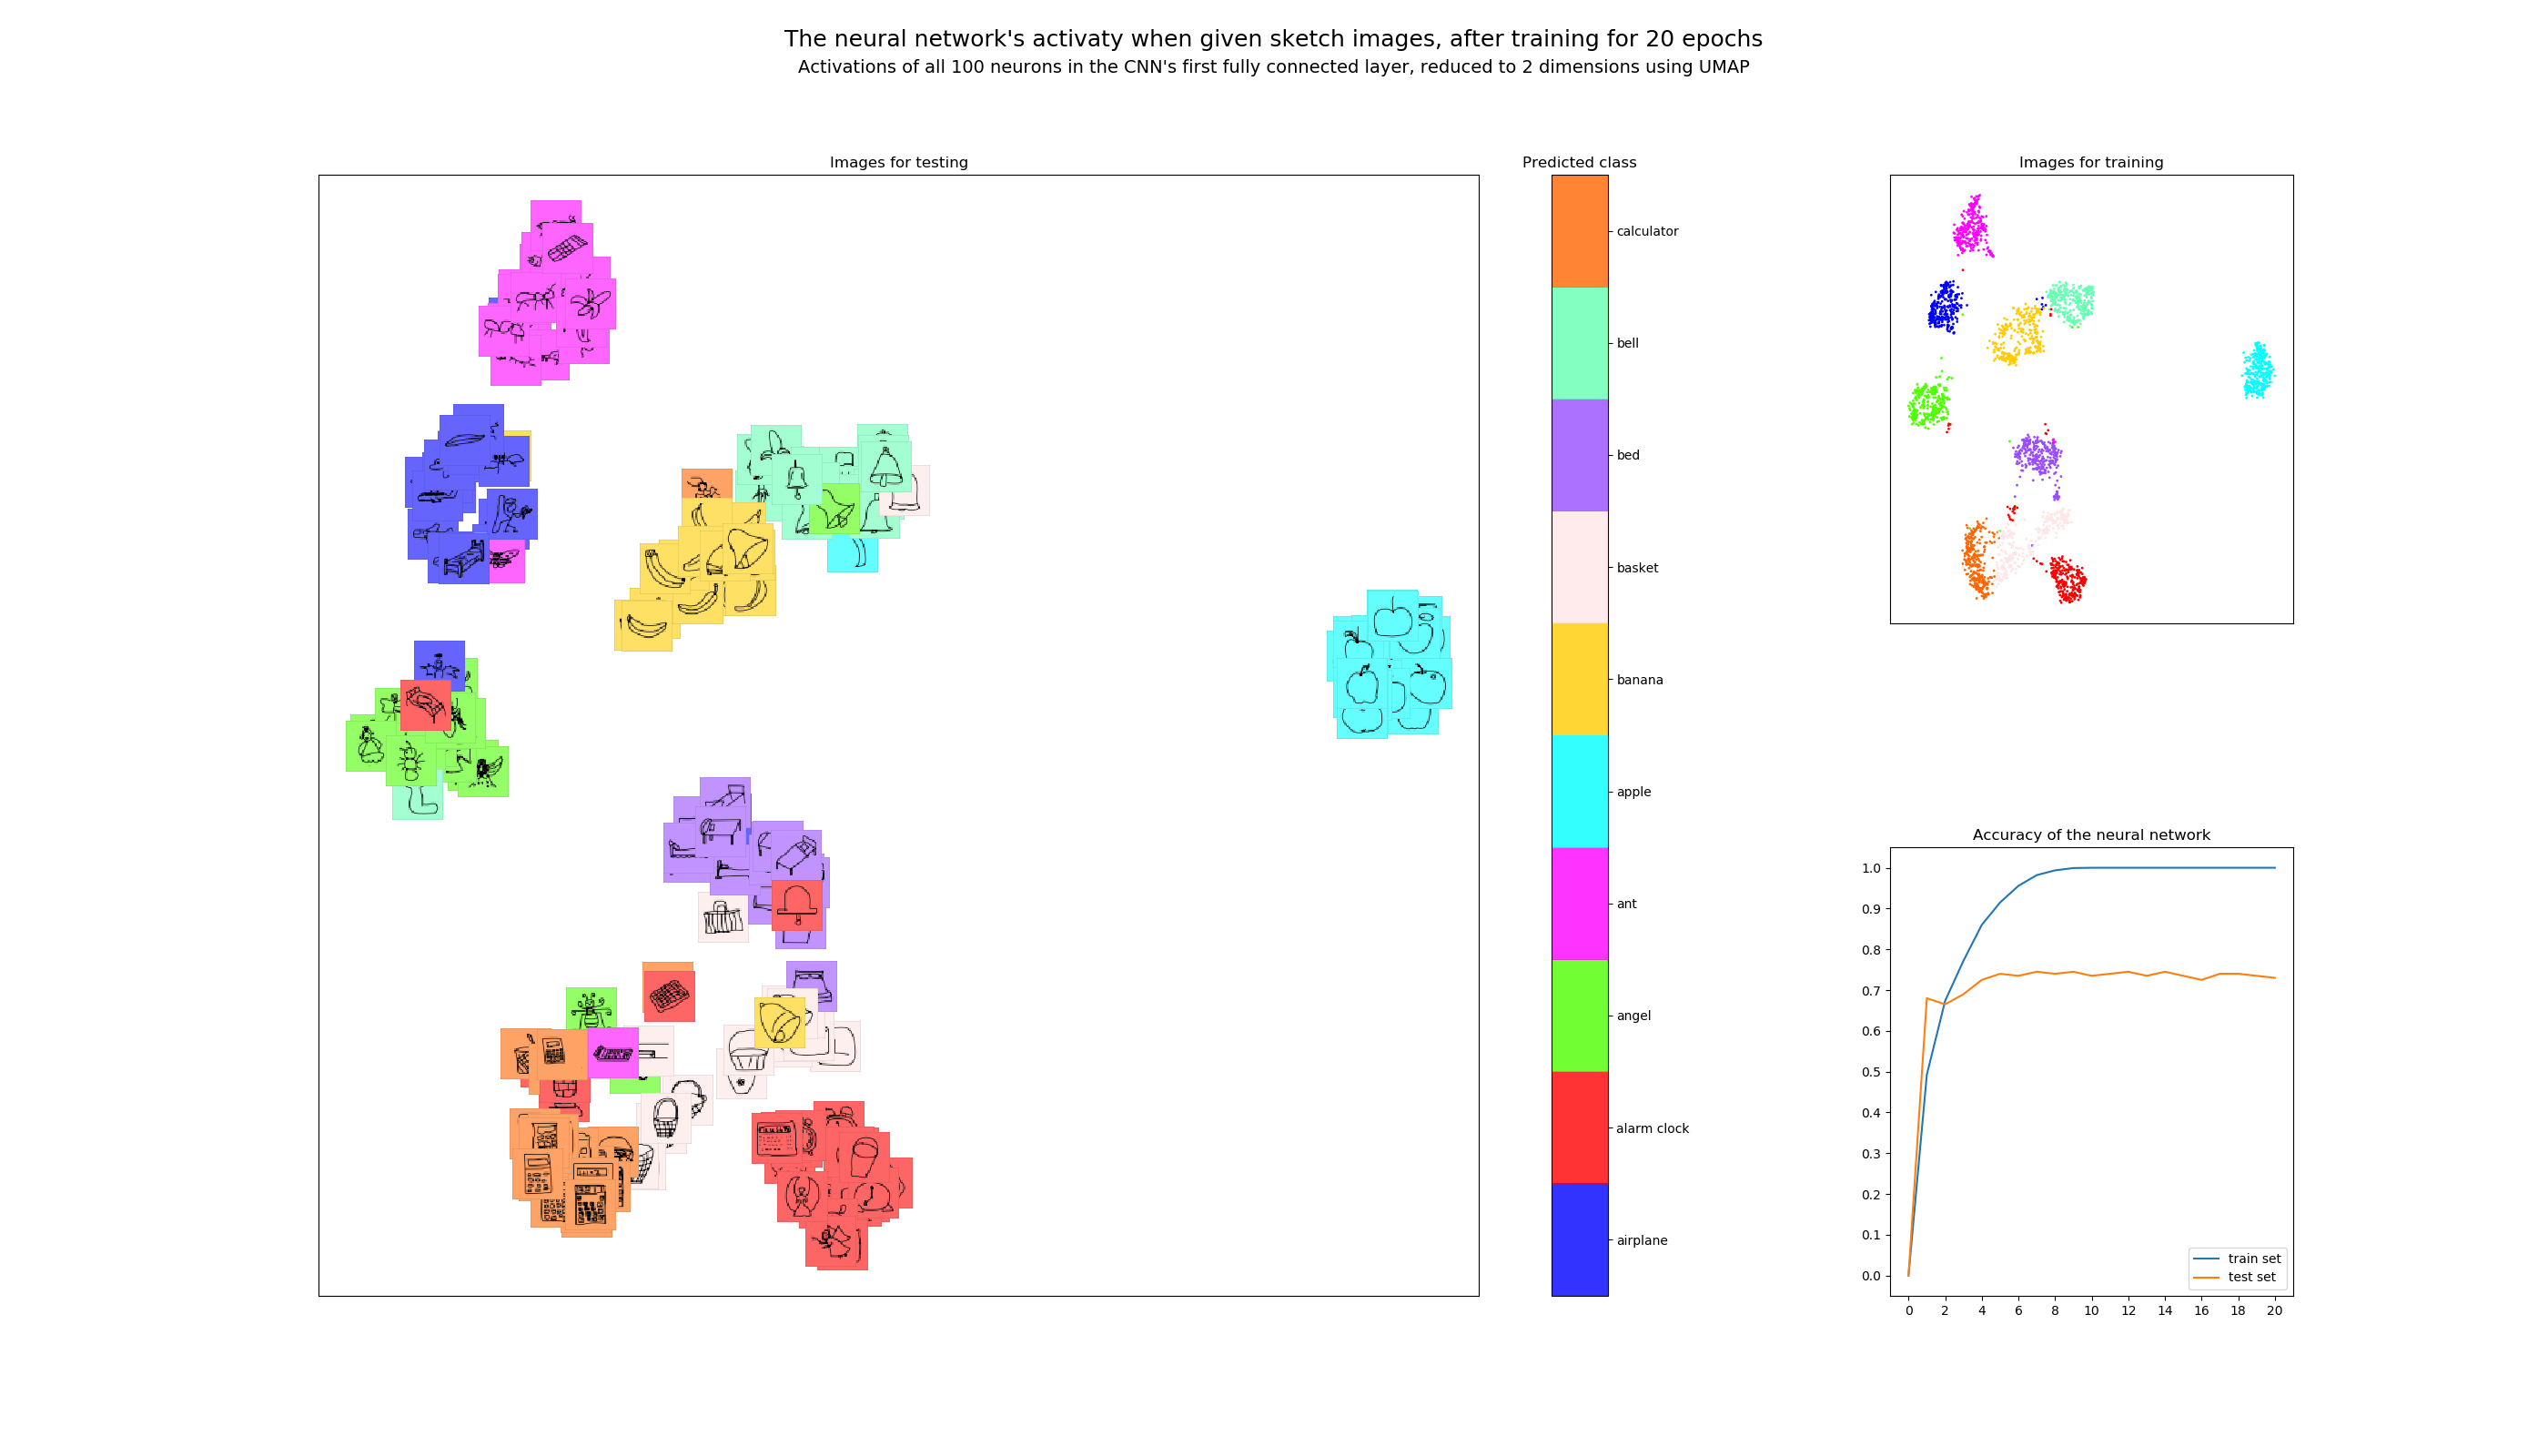 The neural network's activaty when given sketch images, after training for 20 epochs
Activations of all 100 neurons in the CNN's first fully connected layer, reduced to 2 dimensions using UMAP
Images for testing
Predicted class
calculator
bell
bed
basket
banana
apple
ant
angel
alarm clock
airplane
Images for training
Accuracy of the neural network
1.0
0.9
0.8
0.7
0.6
0.5
0.4
0.3
0.2
0.1
0.0
train set
test set
0 2 4 6 8 10 12 14 16 18 20